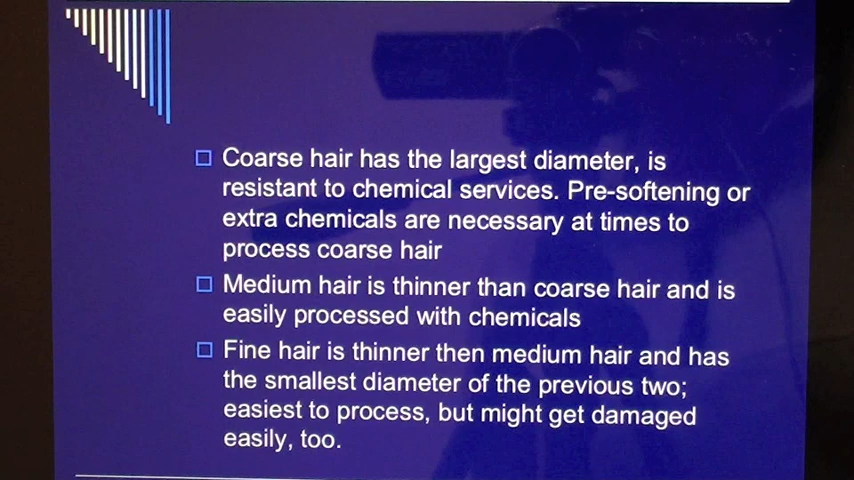 Coarse hair has the largest diameter, is
resistant to chemical services. Pre-softening or
extra chemicals are necessary at times to
process coarse hair
Medium hair is thinner than coarse hair and is
easily processed with chemicals
Fine hair is thinner then medium hair and has
the smallest diameter of the previous two;
easiest to process, but might get damaged
easily, too.